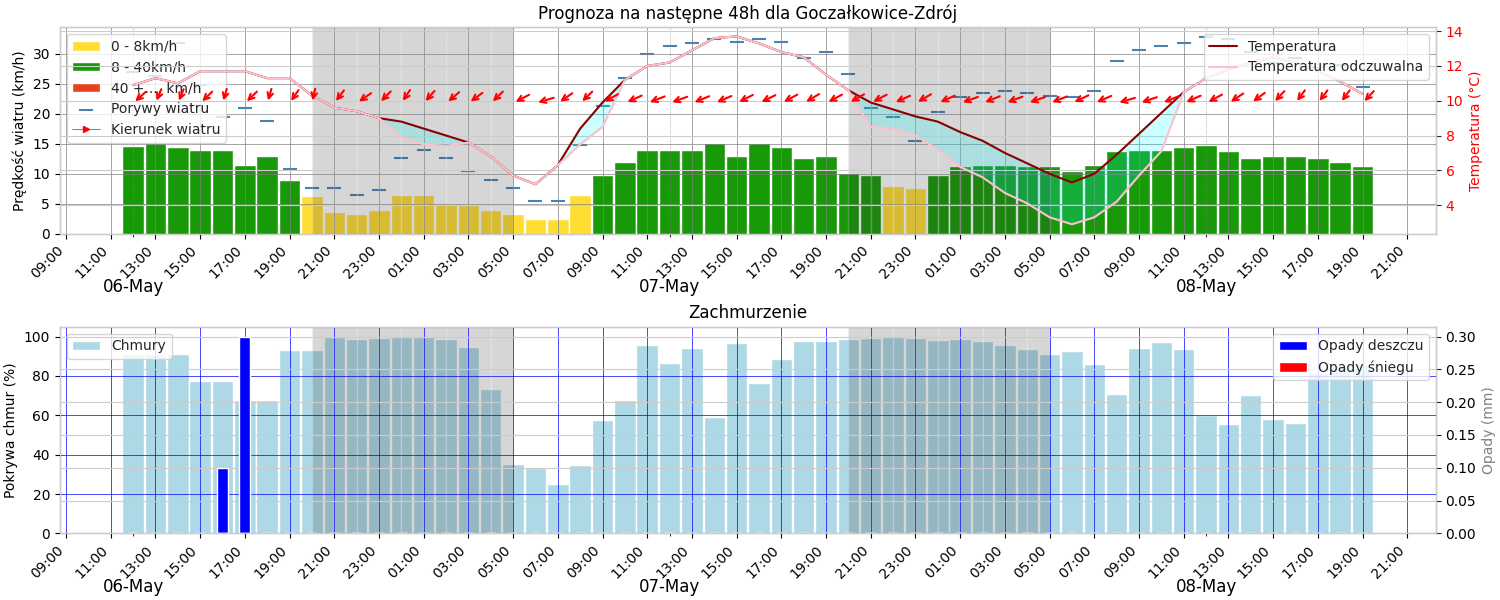 Prognoza na następne 48h dla Goczałkowice-Zdrój
Prędkość wiatru (km/h)
0 - 8km/h
8 - 40km/h
40 +... km/h
Porywy wiatru
Kierunek wiatru
Temperatura
Temperatura odczuwalna
30
25
20
15
10
5
0
14
12
10
8
6
4
Temperatura (°C)
09:00 11:00 13:00 15:00 17:00 19:00 21:00 23:00 01:00 03:00 05:00 07:00 09:00 11:00 13:00 15:00 17:00 19:00 21:00 23:00 01:00 03:00 05:00 07:00 09:00 11:00 13:00 15:00 17:00 19:00 21:00
06-May 07-May 08-May
Zachmurzenie
Pokrywa chmur (%)
Chmury
Opady deszczu
Opady śniegu
100
80
60
40
20
0
0.30
0.25
0.20
0.15
0.10
0.05
0.00
Opady (mm)
09:00 11:00 13:00 15:00 17:00 19:00 21:00 23:00 01:00 03:00 05:00 07:00 09:00 11:00 13:00 15:00 17:00 19:00 21:00 23:00 01:00 03:00 05:00 07:00 09:00 11:00 13:00 15:00 17:00 19:00 21:00
06-May 07-May 08-May